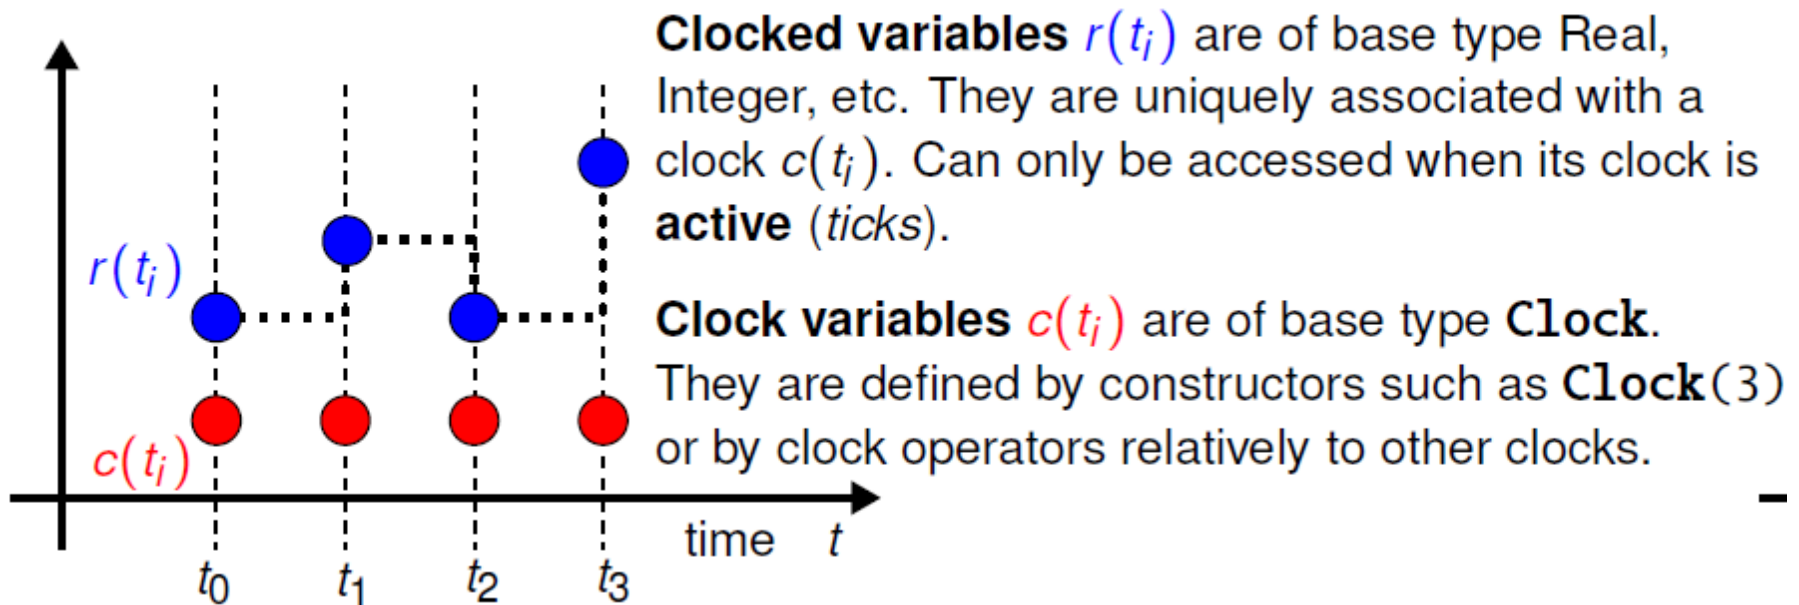 Clocked variables r(tᵢ) are of base type Real,
Integer, etc. They are uniquely associated with a
clock c(tᵢ). Can only be accessed when its clock is
active (ticks).
Clock variables c(tᵢ) are of base type Clock.
They are defined by constructors such as Clock(3)
or by clock operators relatively to other clocks.
r(tᵢ)
c(tᵢ)
time t
t₀ t₁ t₂ t₃